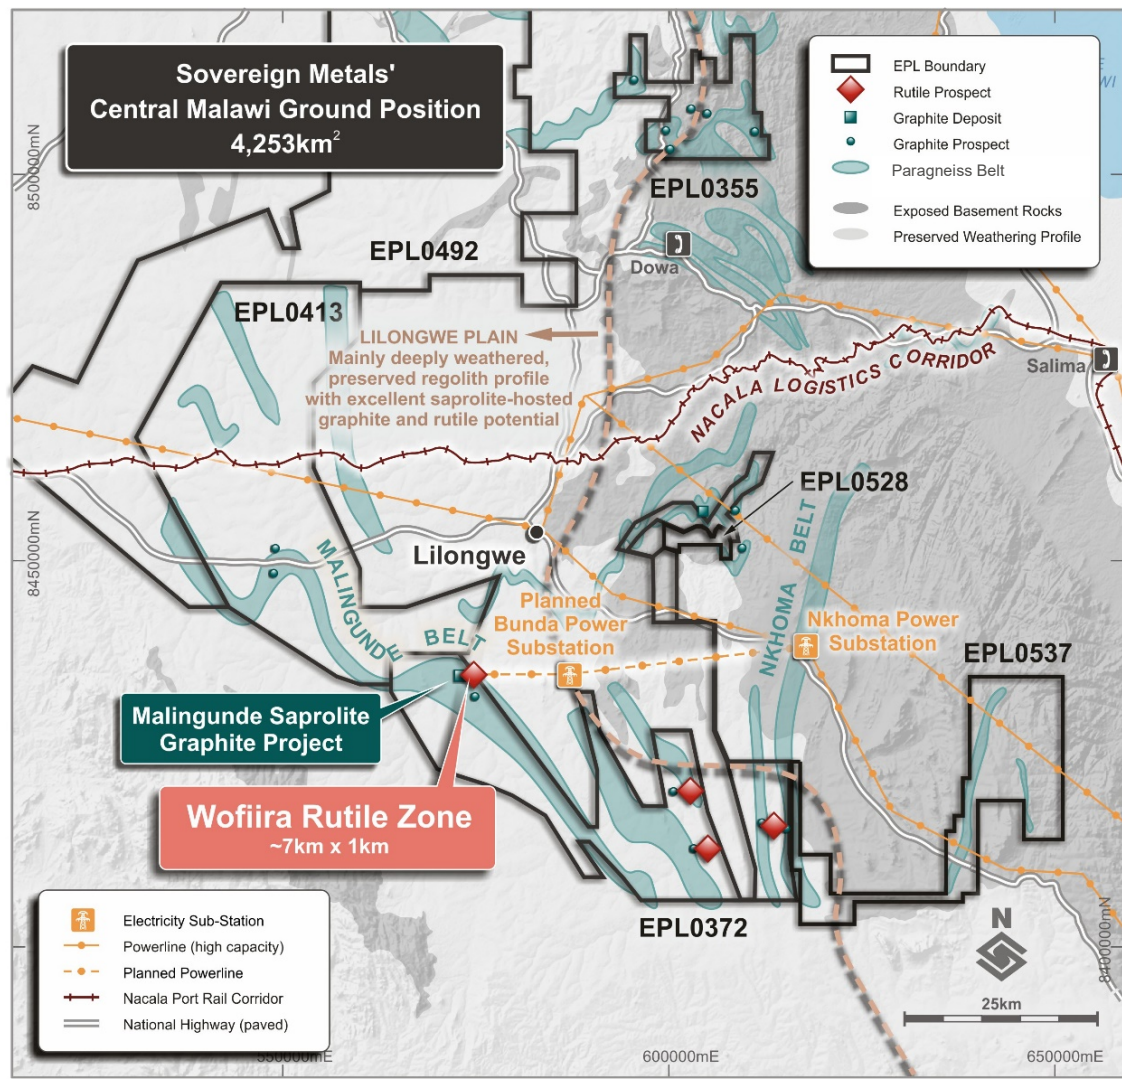 Sovereign Metals'
Central Malawi Ground Position
4,253km²
EPL Boundary
Rutile Prospect
Graphite Deposit
Graphite Prospect
Paragneiss Belt
Exposed Basement Rocks
Preserved Weathering Profile
8500000mN
EPL0355
EPL0492
Dowa
EPL0413
LILONGWE PLAIN
Mainly deeply weathered,
preserved regolith profile
with excellent saprolite-hosted
graphite and rutile potential
Salima
NACALA LOGISTICS CORRIDOR
EPL0528
8450000mN
Lilongwe
MALINGUNDE BELT
NKHOMA BELT
Planned
Bunda Power
Substation
Nkhoma Power
Substation
EPL0537
Malingunde Saprolite
Graphite Project
Wofiira Rutile Zone
~7km x 1km
EPL0372
8400000mN
Electricity Sub-Station
Powerline (high capacity)
Planned Powerline
Nacala Port Rail Corridor
National Highway (paved)
N
25km
550000mE
600000mE
650000mE